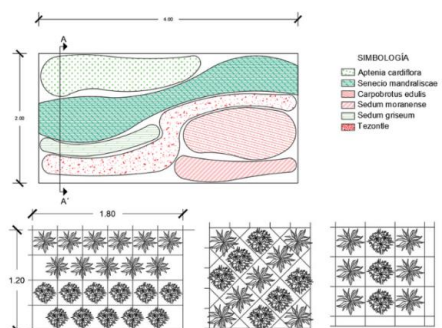 4.00
A
2.00
A'
SIMBOLOGÍA
Aptenia cardiflora
Senecio mandraliscae
Carpobrotus edulis
Sedum moranense
Sedum griseum
Tezontle
1.80
1.20